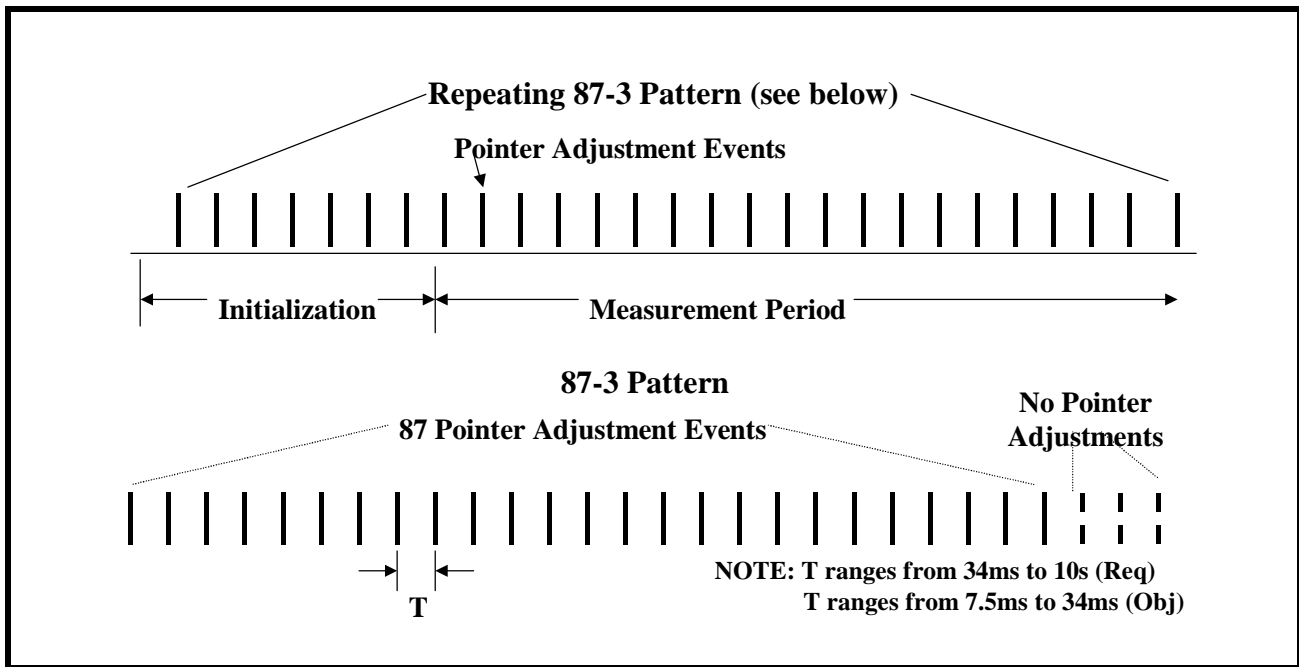 Repeating 87-3 Pattern (see below)
Pointer Adjustment Events
Initialization
Measurement Period
87-3 Pattern
87 Pointer Adjustment Events
No Pointer
Adjustments
T
NOTE: T ranges from 34ms to 10s (Req)
T ranges from 7.5ms to 34ms (Obj)